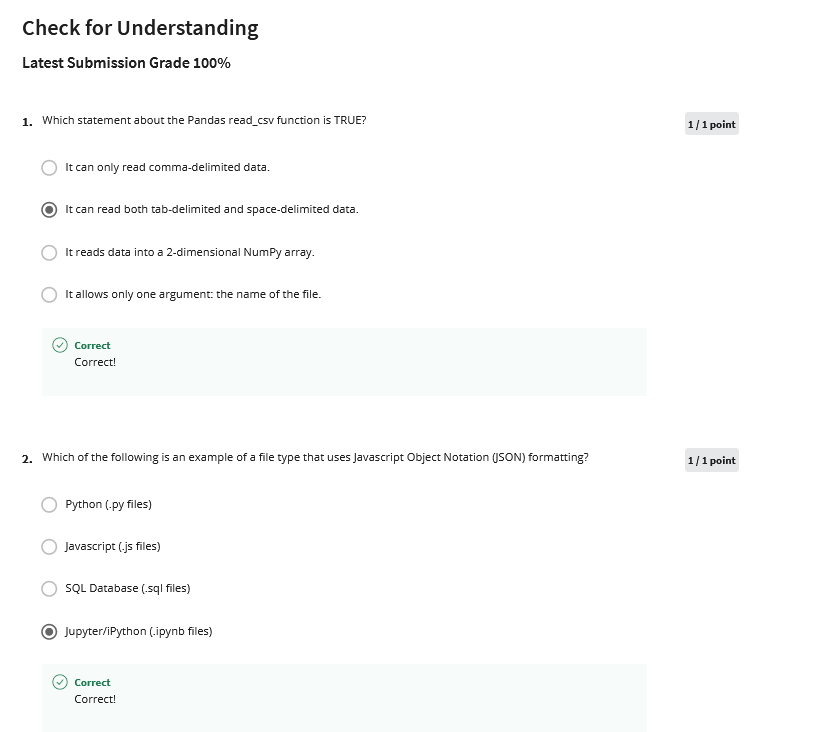 Check for Understanding
Latest Submission Grade 100%
1. Which statement about the Pandas read_csv function is TRUE?
1 / 1 point
It can only read comma-delimited data.
It can read both tab-delimited and space-delimited data.
It reads data into a 2-dimensional NumPy array.
It allows only one argument: the name of the file.
Correct
Correct!
2. Which of the following is an example of a file type that uses Javascript Object Notation (JSON) formatting?
1 / 1 point
Python (.py files)
Javascript (.js files)
SQL Database (.sql files)
Jupyter/iPython (.ipynb files)
Correct
Correct!